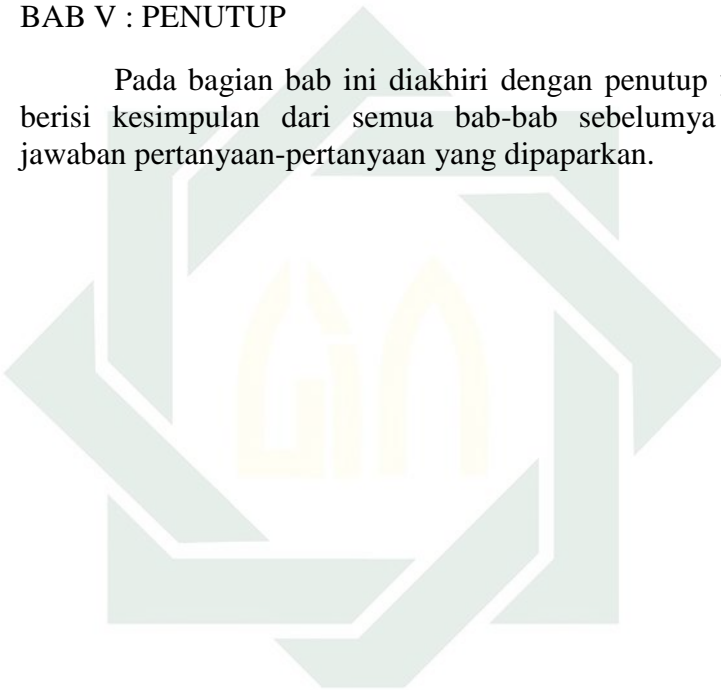 BAB V : PENUTUP
Pada bagian bab ini diakhiri dengan penutup
berisi kesimpulan dari semua bab-bab sebelumya
jawaban pertanyaan-pertanyaan yang dipaparkan.